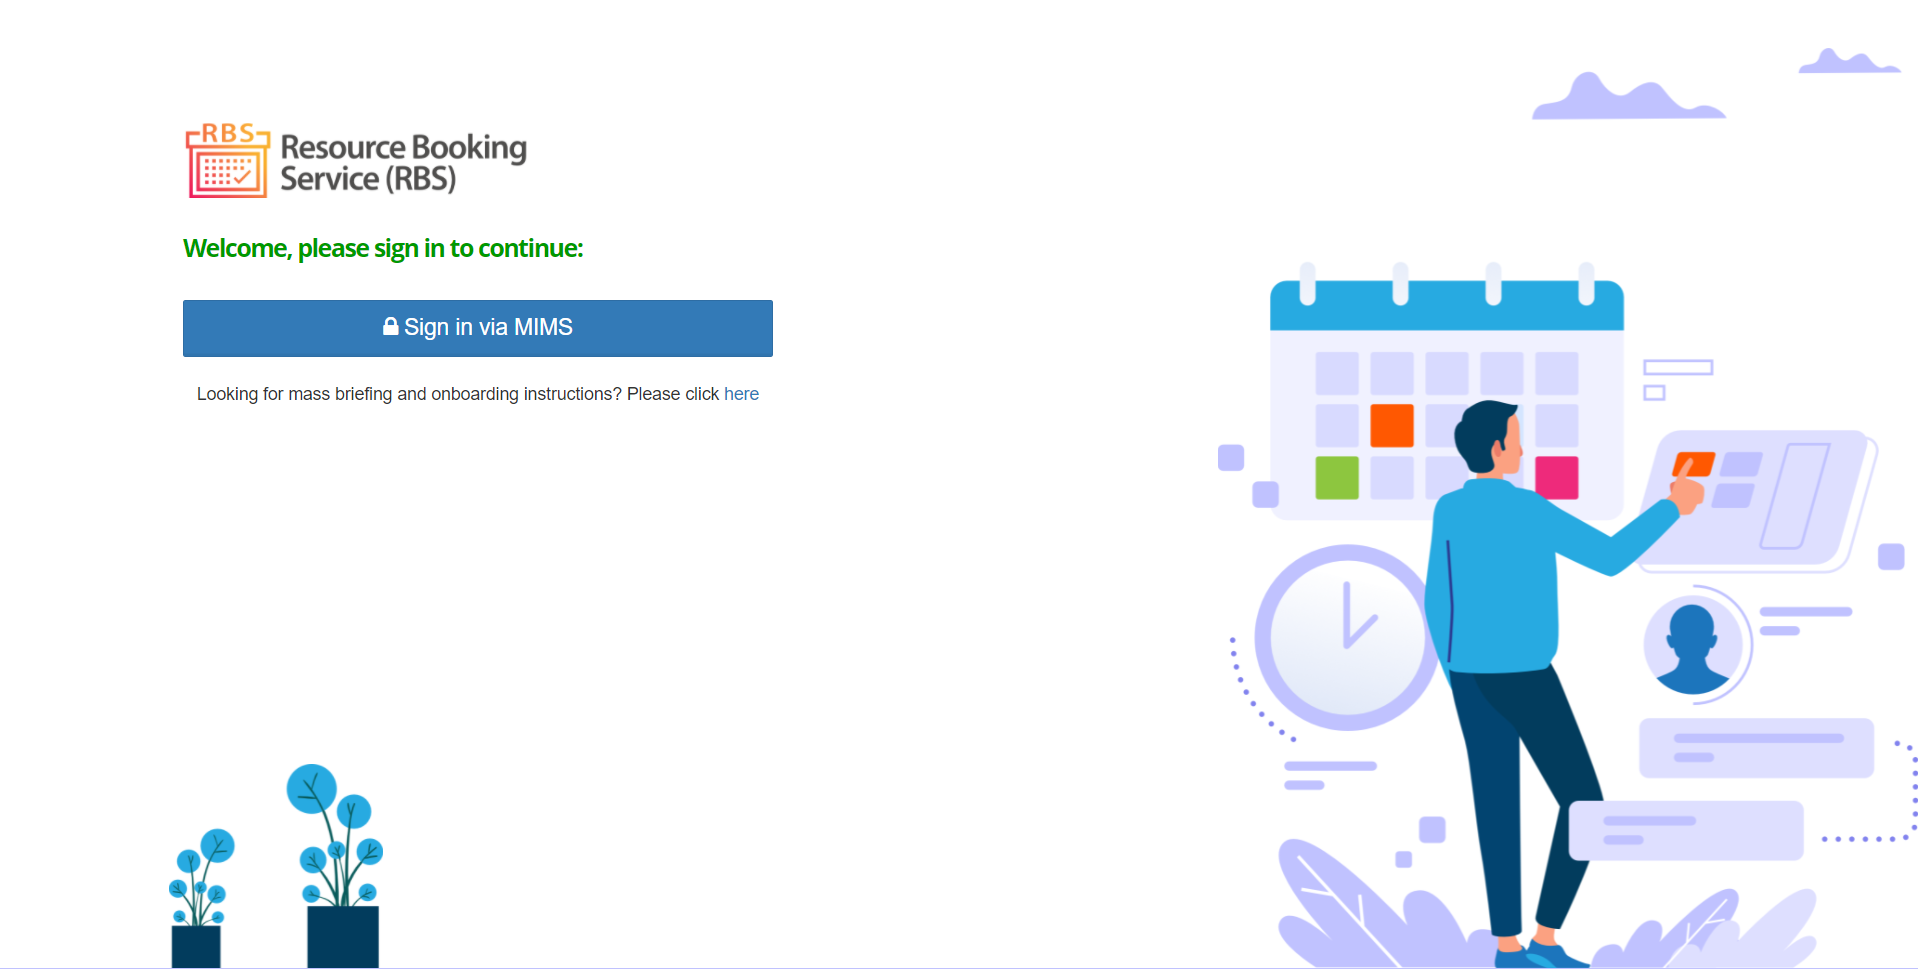 RBS
Resource Booking
Service (RBS)
Welcome, please sign in to continue:
Sign in via MIMS
Looking for mass briefing and onboarding instructions? Please click here